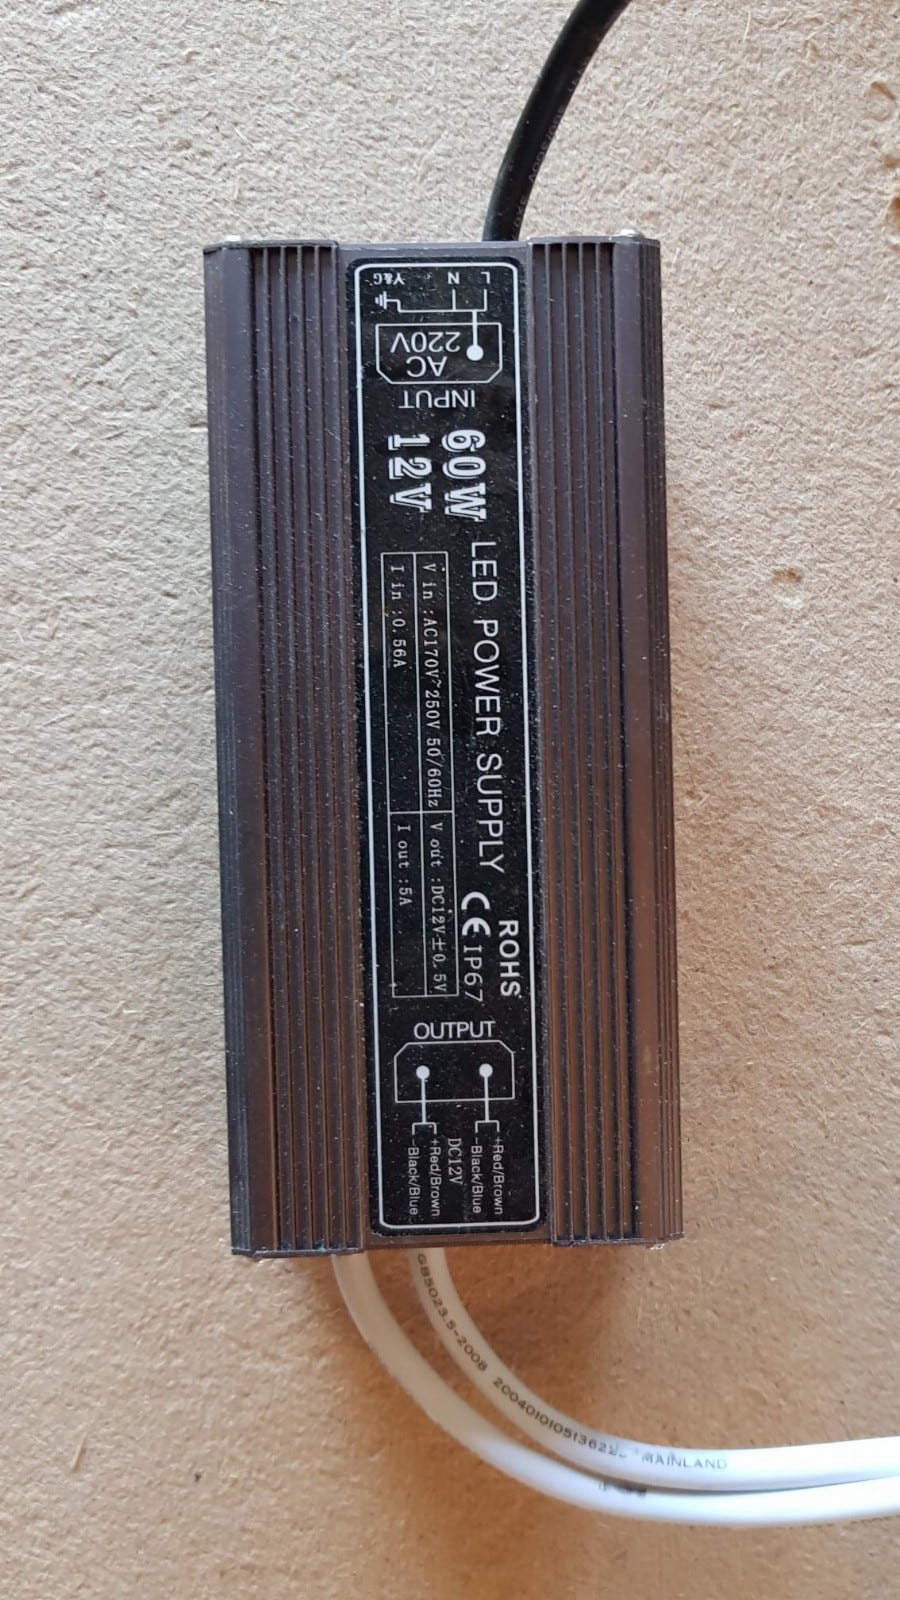 L N Y&G
AC
220V
INPUT
60W
12V
LED POWER SUPPLY
ROHS
CE IP67
V in :AC170V~250V 50/60Hz
V out :DC12V±0.5V
I in :0.56A
I out :5A
OUTPUT
+Red/Brown
-Black/Blue
DC12V
+Red/Brown
-Black/Blue
GB5023.5-2008 MAINLAND